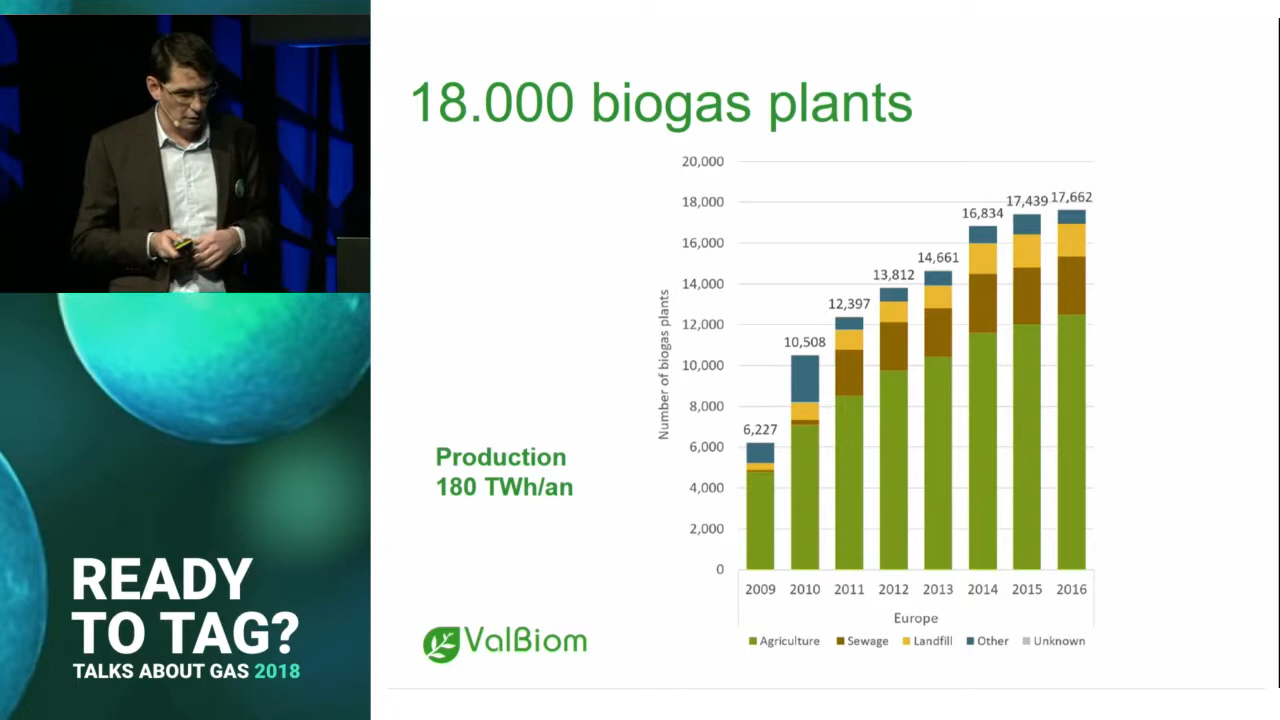 18.000 biogas plants
20,000
18,000
16,000
14,000
12,000
10,000
8,000
6,000
4,000
2,000
0
Number of biogas plants
6,227
10,508
12,397
13,812
14,661
16,834
17,439
17,662
2009 2010 2011 2012 2013 2014 2015 2016
Europe
Agriculture Sewage Landfill Other Unknown
Production
180 TWh/an
ValBiom
READY
TO TAG?
TALKS ABOUT GAS 2018